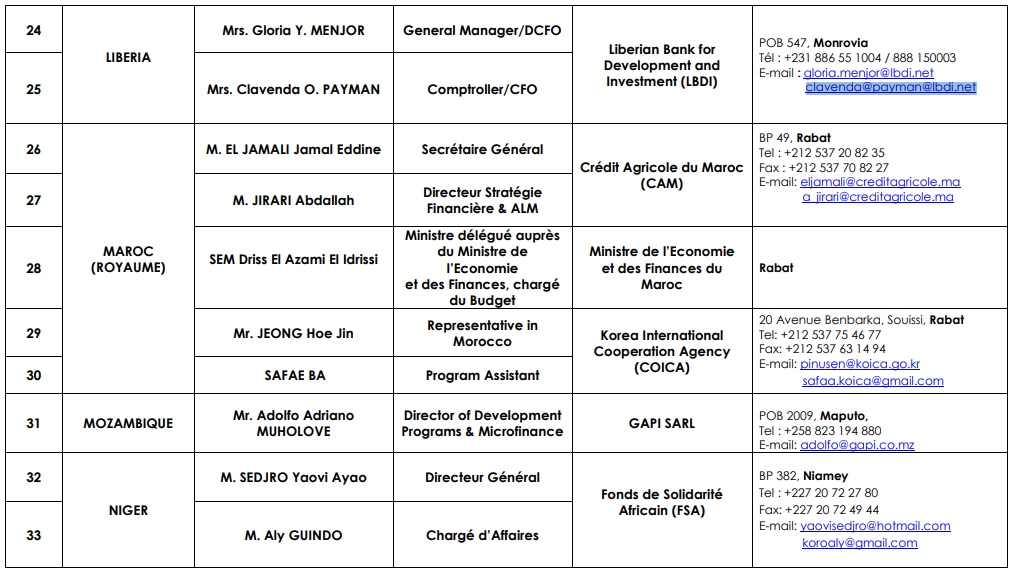 24
LIBERIA
Mrs. Gloria Y. MENJOR
General Manager/DCFO
Liberian Bank for
Development and
Investment (LBDI)
POB 547, Monrovia
Tél : +231 886 55 1004 / 888 150003
E-mail : gloria.menjor@lbdi.net
clavenda@payman@lbdi.net
25
Mrs. Clavenda O. PAYMAN
Comptroller/CFO
26
MAROC
(ROYAUME)
M. EL JAMALI Jamal Eddine
Secrétaire Général
Crédit Agricole du Maroc
(CAM)
BP 49, Rabat
Tel : +212 537 20 82 35
Fax : +212 537 70 82 27
E-mail: eljamali@creditagricole.ma
a_jirari@creditagricole.ma
27
M. JIRARI Abdallah
Directeur Stratégie
Financière & ALM
28
SEM Driss El Azami El Idrissi
Ministre délégué auprès
du Ministre de
l'Economie
et des Finances, chargé
du Budget
Ministre de l'Economie
et des Finances du
Maroc
Rabat
29
Mr. JEONG Hoe Jin
Representative in
Morocco
Korea International
Cooperation Agency
(COICA)
20 Avenue Benbarka, Souissi, Rabat
Tel: +212 537 75 46 77
Fax: +212 537 63 14 94
E-mail: pinusen@koica.go.kr
safaa.koica@gmail.com
30
SAFAE BA
Program Assistant
31
MOZAMBIQUE
Mr. Adolfo Adriano
MUHOLOVE
Director of Development
Programs & Microfinance
GAPI SARL
POB 2009, Maputo,
Tel : +258 823 194 880
E-mail: adolfo@gapi.co.mz
32
NIGER
M. SEDJRO Yaovi Ayao
Directeur Général
Fonds de Solidarité
Africain (FSA)
BP 382, Niamey
Tel : +227 20 72 27 80
Fax: +227 20 72 49 44
E-mail: yaovisedjro@hotmail.com
koroaly@gmail.com
33
M. Aly GUINDO
Chargé d'Affaires